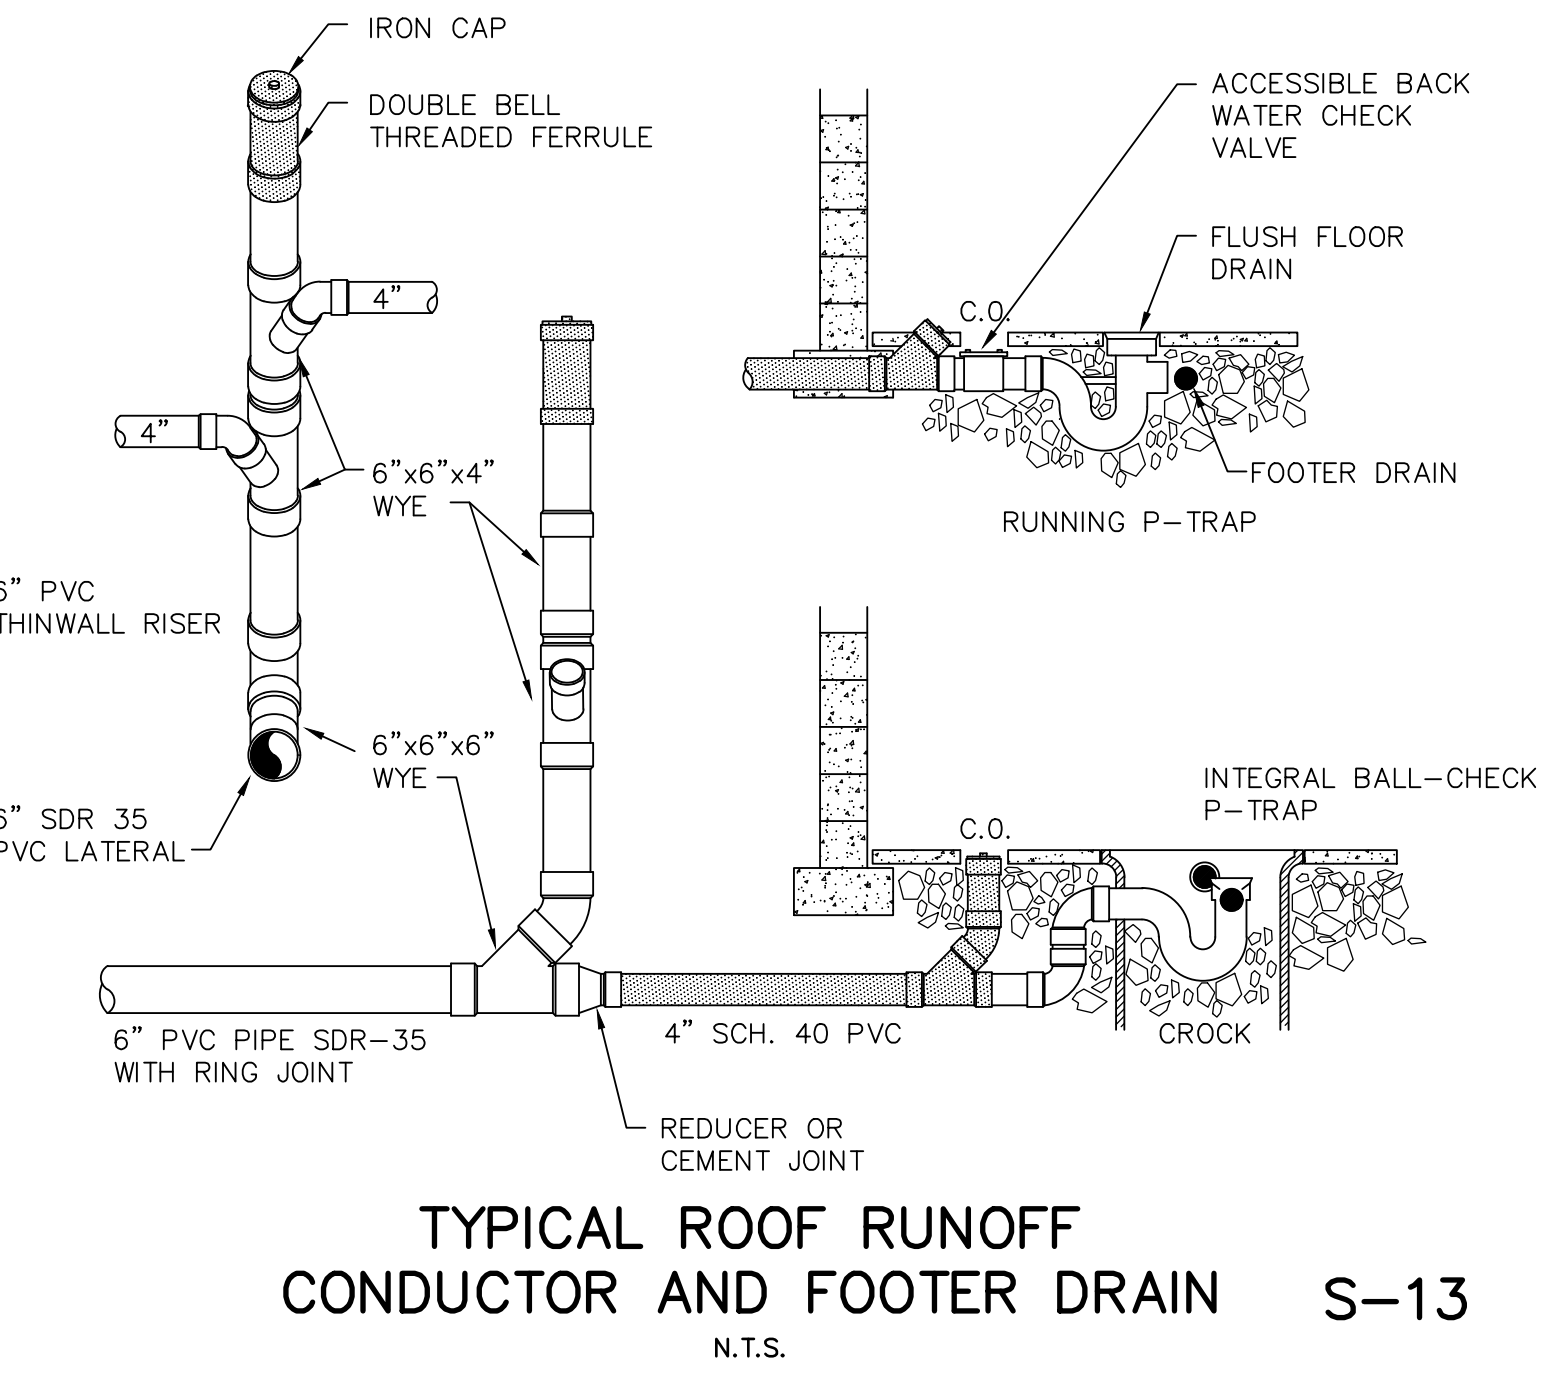 IRON CAP
DOUBLE BELL
THREADED FERRULE
4"
4"
6"x6"x4"
WYE
6" PVC
THINWALL RISER
6"x6"x6"
WYE
6" SDR 35
PVC LATERAL
6" PVC PIPE SDR-35
WITH RING JOINT
ACCESSIBLE BACK
WATER CHECK
VALVE
FLUSH FLOOR
DRAIN
C.O.
FOOTER DRAIN
RUNNING P-TRAP
INTEGRAL BALL-CHECK
P-TRAP
C.O.
4" SCH. 40 PVC
CROCK
REDUCER OR
CEMENT JOINT
TYPICAL ROOF RUNOFF
CONDUCTOR AND FOOTER DRAIN
S-13
N.T.S.